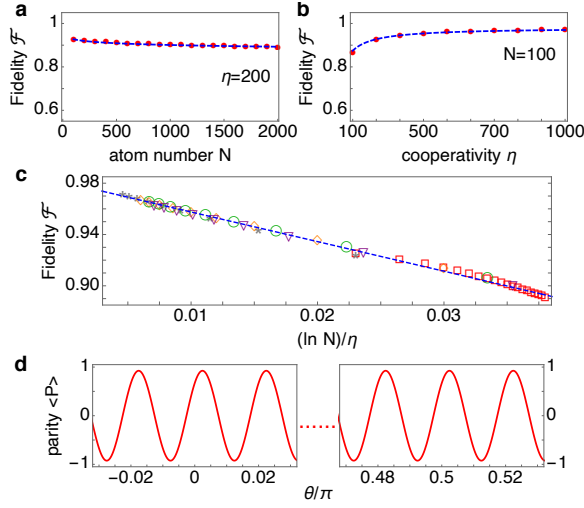 a
Fidelity ℱ
1
0.8
0.6
η=200
0
500
1000
1500
2000
atom number N
b
Fidelity ℱ
1
0.8
0.6
N=100
100
400
700
1000
cooperativity η
c
Fidelity ℱ
0.98
0.94
0.90
0.01
0.02
0.03
(ln N)/η
d
parity <P>
1
0
−1
−0.02
0
0.02
1
0
−1
0.48
0.5
0.52
θ/π